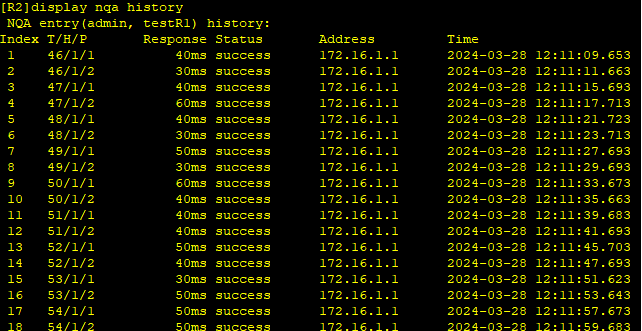 [R2]display nqa history
NQA entry(admin, testR1) history:
Index T/H/P Response Status Address Time
1 46/1/1 40ms success 172.16.1.1 2024-03-28 12:11:09.653
2 46/1/2 30ms success 172.16.1.1 2024-03-28 12:11:11.663
3 47/1/1 40ms success 172.16.1.1 2024-03-28 12:11:15.693
4 47/1/2 60ms success 172.16.1.1 2024-03-28 12:11:17.713
5 48/1/1 40ms success 172.16.1.1 2024-03-28 12:11:21.723
6 48/1/2 30ms success 172.16.1.1 2024-03-28 12:11:23.713
7 49/1/1 50ms success 172.16.1.1 2024-03-28 12:11:27.693
8 49/1/2 30ms success 172.16.1.1 2024-03-28 12:11:29.693
9 50/1/1 60ms success 172.16.1.1 2024-03-28 12:11:33.673
10 50/1/2 40ms success 172.16.1.1 2024-03-28 12:11:35.663
11 51/1/1 40ms success 172.16.1.1 2024-03-28 12:11:39.683
12 51/1/2 40ms success 172.16.1.1 2024-03-28 12:11:41.693
13 52/1/1 50ms success 172.16.1.1 2024-03-28 12:11:45.703
14 52/1/2 40ms success 172.16.1.1 2024-03-28 12:11:47.693
15 53/1/1 30ms success 172.16.1.1 2024-03-28 12:11:51.623
16 53/1/2 50ms success 172.16.1.1 2024-03-28 12:11:53.643
17 54/1/1 50ms success 172.16.1.1 2024-03-28 12:11:57.673
18 54/1/2 50ms success 172.16.1.1 2024-03-28 12:11:59.683